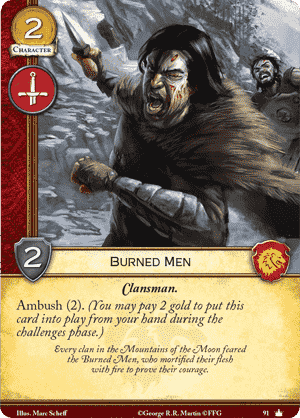 2
CHARACTER
2
BURNED MEN
Clansman.
Ambush (2). (You may pay 2 gold to put this
card into play from your hand during the
challenges phase.)
Every clan in the Mountains of the Moon feared
the Burned Men, who mortified their flesh
with fire to prove their courage.
Illus. Marc Scheff
©George R.R. Martin ©FFG
91